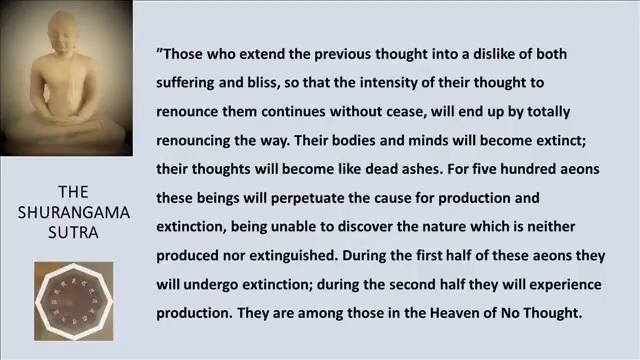 ”Those who extend the previous thought into a dislike of both
suffering and bliss, so that the intensity of their thought to
renounce them continues without cease, will end up by totally
renouncing the way. Their bodies and minds will become extinct;
their thoughts will become like dead ashes. For five hundred aeons
these beings will perpetuate the cause for production and
extinction, being unable to discover the nature which is neither
produced nor extinguished. During the first half of these aeons they
will undergo extinction; during the second half they will experience
production. They are among those in the Heaven of No Thought.
THE
SHURANGAMA
SUTRA